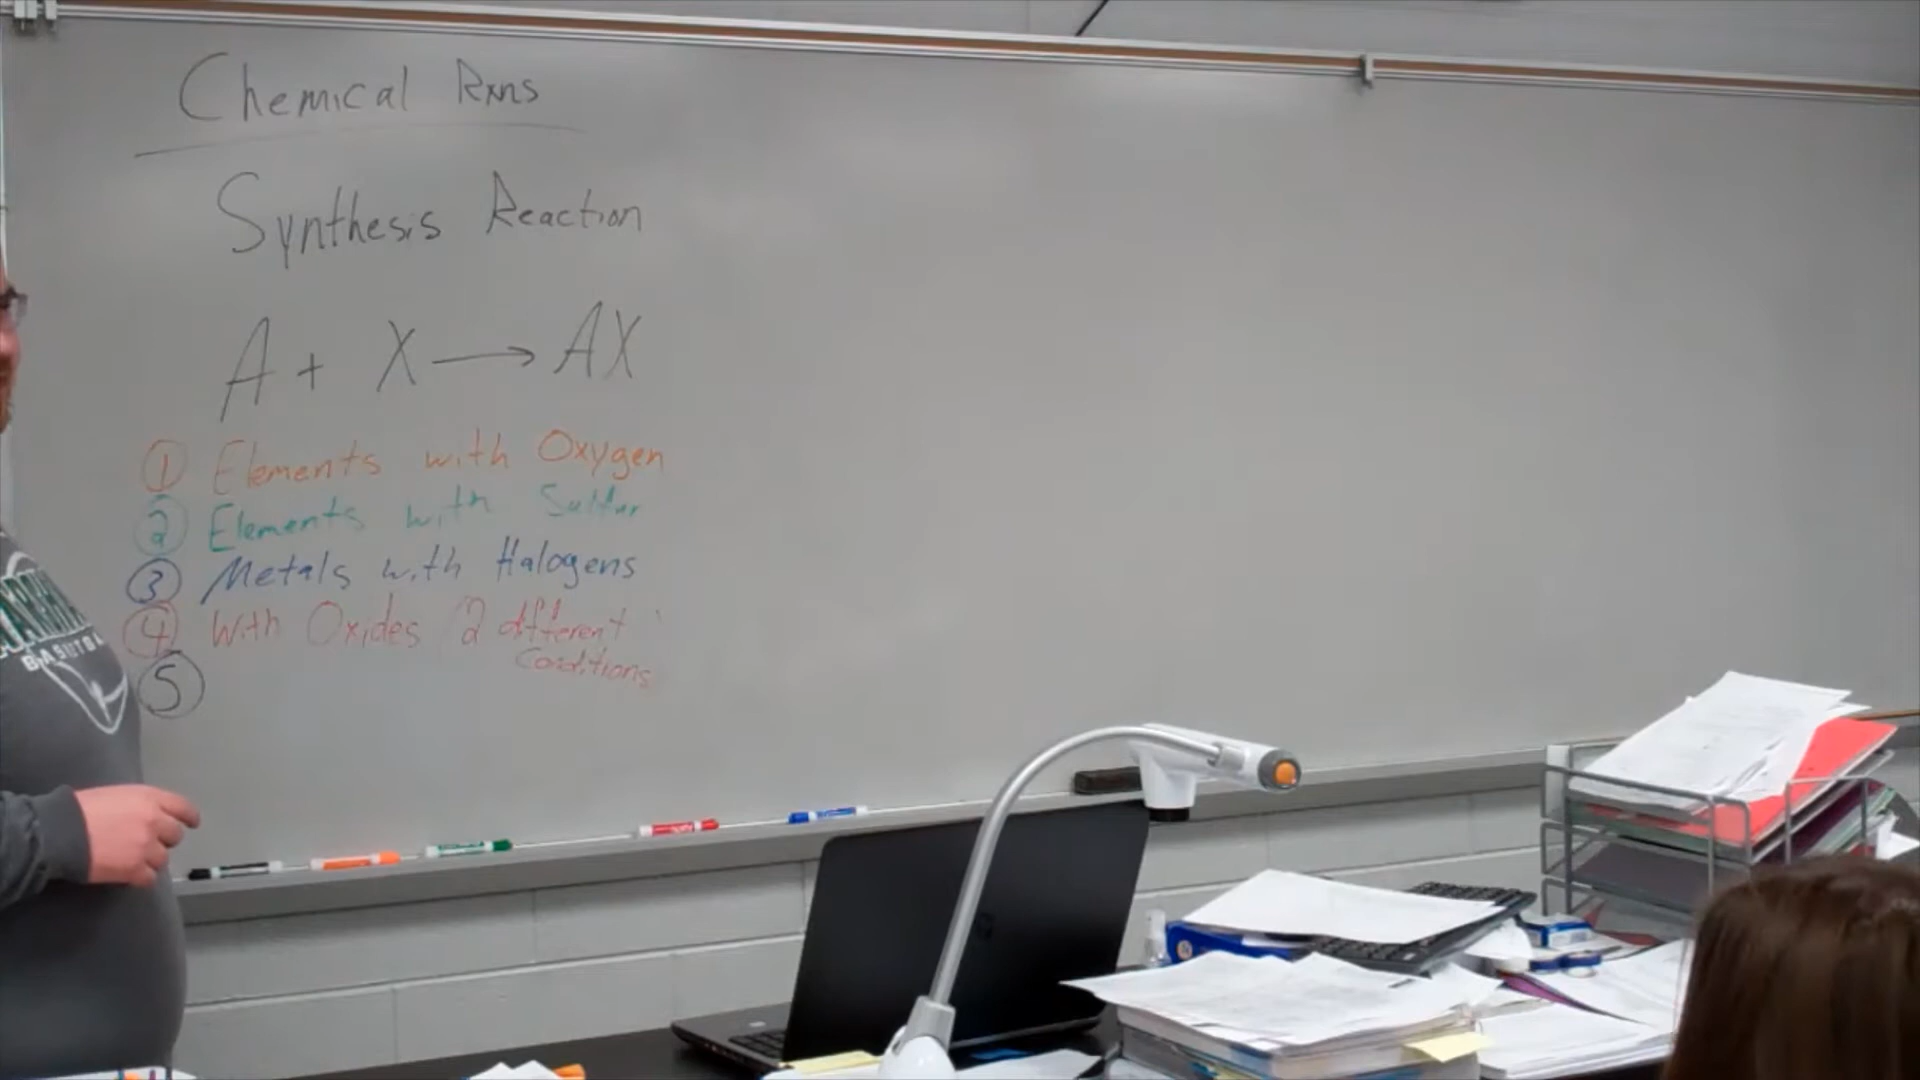 Chemical Rxns
Synthesis Reaction
A + X → AX
① Elements with Oxygen
② Elements with Sulfur
③ Metals with Halogens
④ With Oxides (2 different
Conditions
⑤